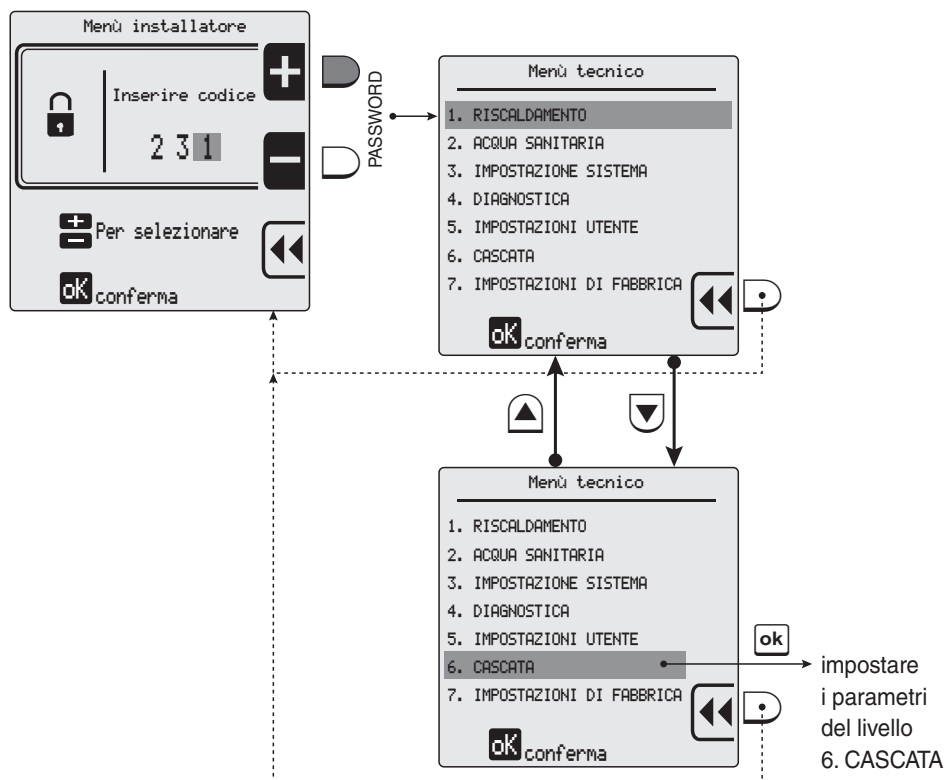 Menù installatore
Inserire codice
2 3 1
+
−
Per selezionare
oK conferma
PASSWORD
Menù tecnico
1. RISCALDAMENTO
2. ACQUA SANITARIA
3. IMPOSTAZIONE SISTEMA
4. DIAGNOSTICA
5. IMPOSTAZIONI UTENTE
6. CASCATA
7. IMPOSTAZIONI DI FABBRICA
oK conferma
Menù tecnico
1. RISCALDAMENTO
2. ACQUA SANITARIA
3. IMPOSTAZIONE SISTEMA
4. DIAGNOSTICA
5. IMPOSTAZIONI UTENTE
6. CASCATA
7. IMPOSTAZIONI DI FABBRICA
oK conferma
ok
impostare
i parametri
del livello
6. CASCATA